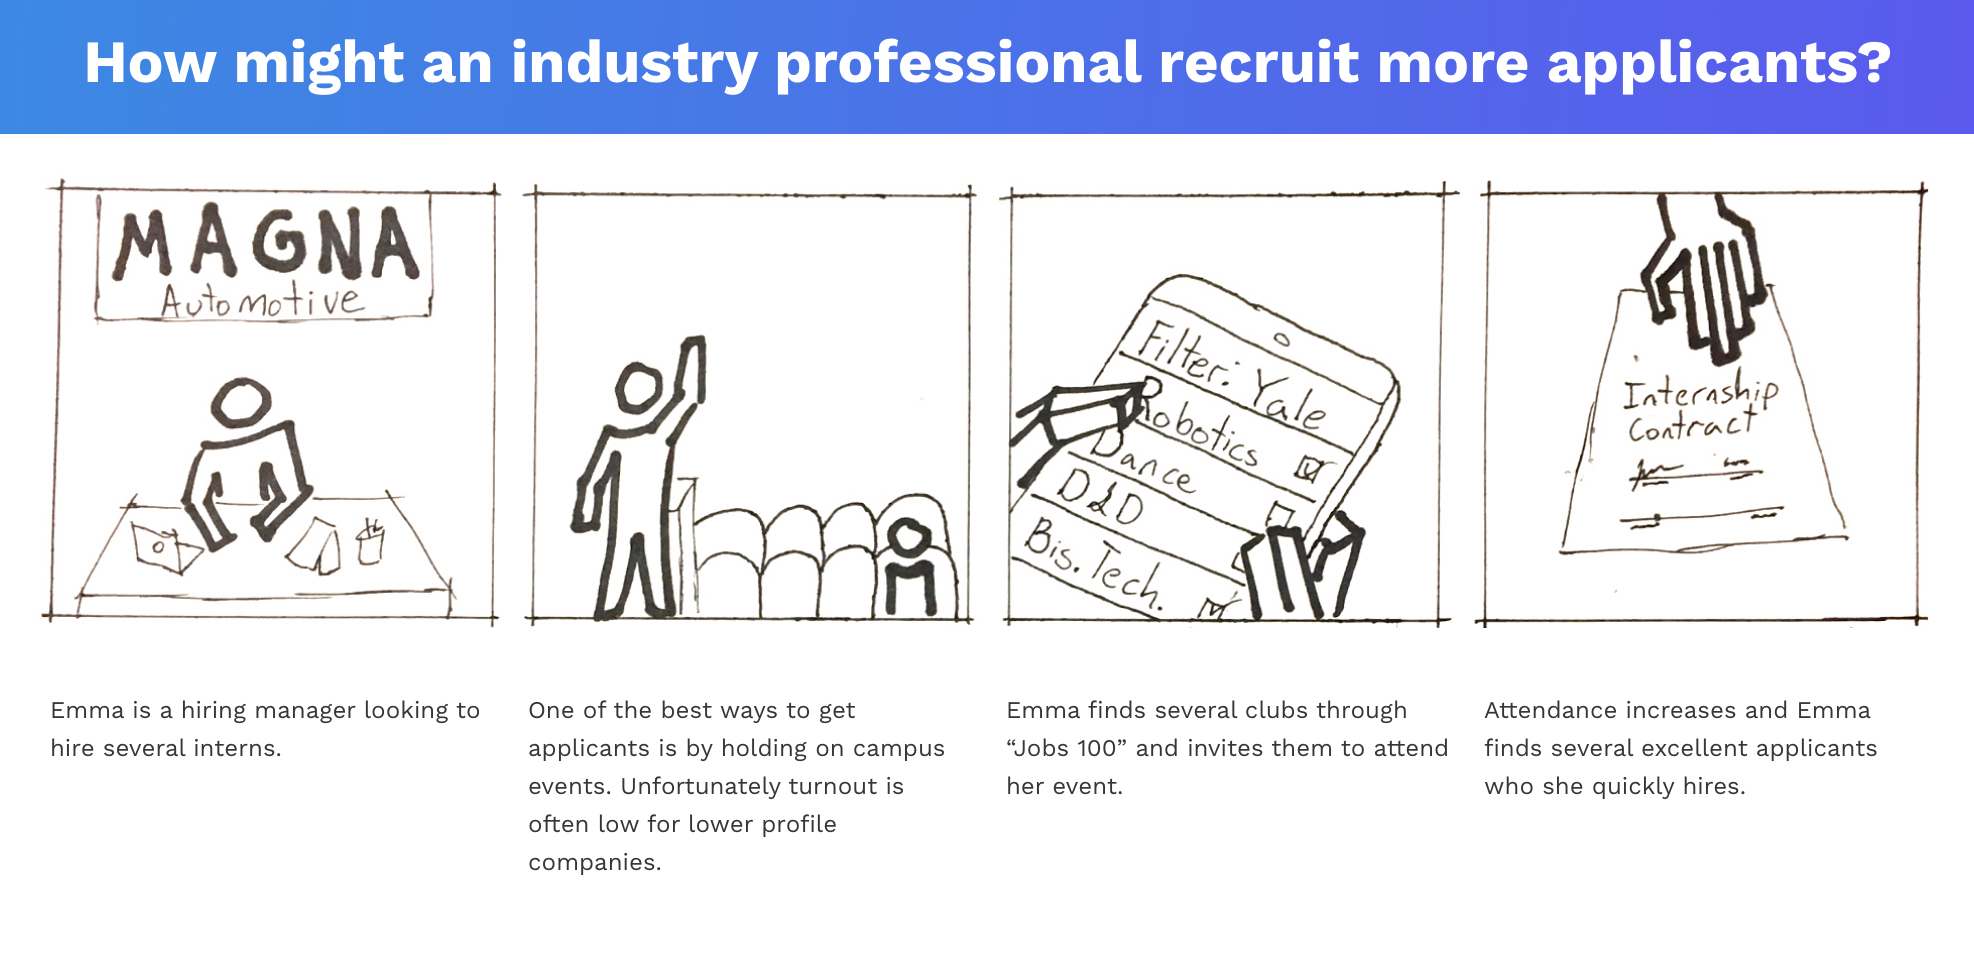 How might an industry professional recruit more applicants?
MAGNA
Automotive
Filter: Yale
Robotics
Dance
D&D
Bis. Tech.
Internship
Contract
Emma is a hiring manager looking to
hire several interns.
One of the best ways to get
applicants is by holding on campus
events. Unfortunately turnout is
often low for lower profile
companies.
Emma finds several clubs through
“Jobs 100” and invites them to attend
her event.
Attendance increases and Emma
finds several excellent applicants
who she quickly hires.